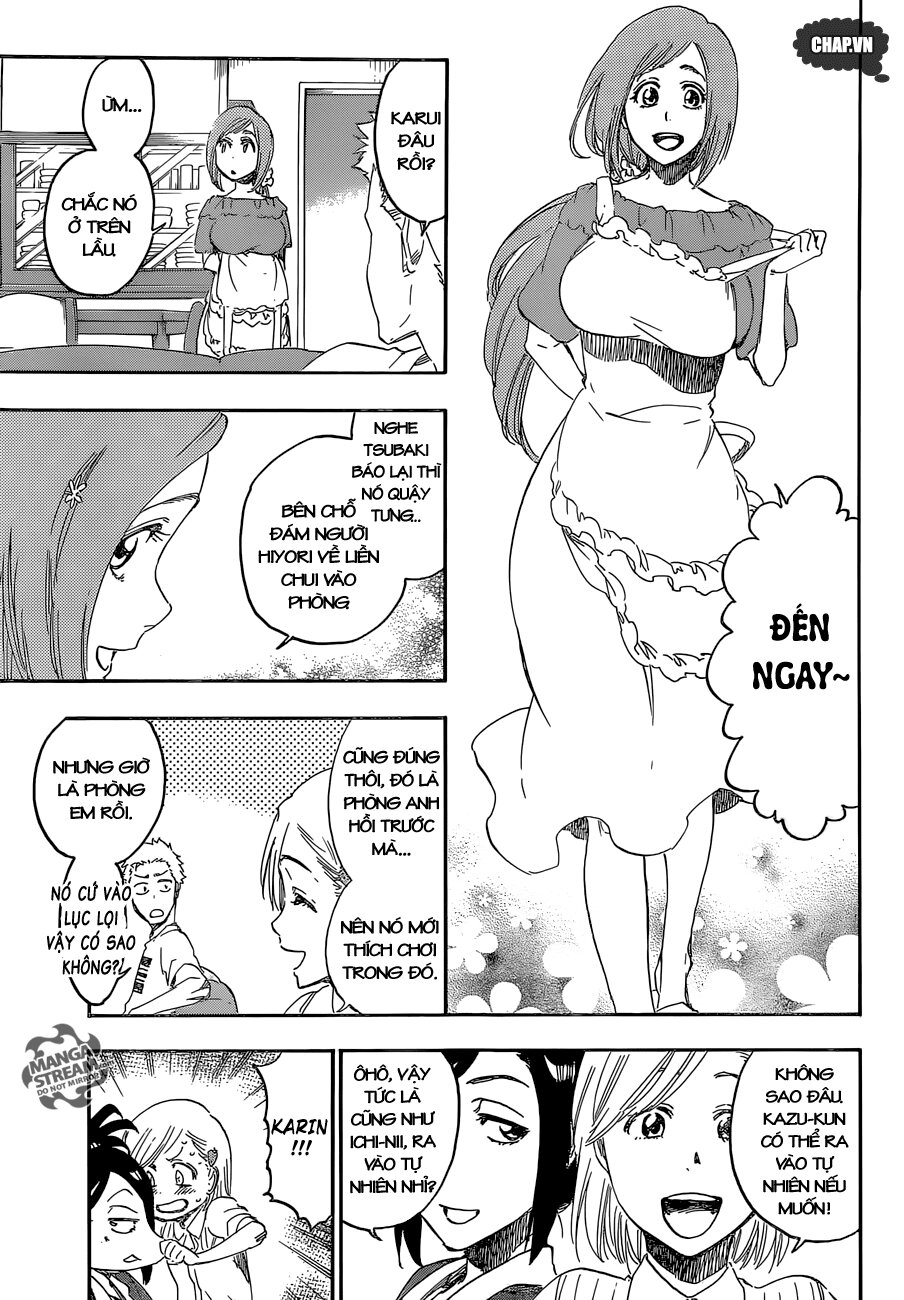 CHAP.VN
ĐẾN
NGAY~
KARUI
ĐÂU
RỒI?
ỪM...
CHẮC NÓ
Ở TRÊN
LẦU.
NGHE
TSUBAKI
BÁO LẠI THÌ
NÓ QUẬY
TƯNG..
BÊN CHỖ
ĐÁM NGƯỜI
HIYORI VỀ LIỀN
CHUI VÀO
PHÒNG.
CŨNG ĐÚNG
THÔI, ĐÓ LÀ
PHÒNG ANH
HỒI TRƯỚC
MÀ...
NÊN NÓ MỚI
THÍCH CHƠI
TRONG ĐÓ.
NHƯNG GIỜ
LÀ PHÒNG
EM RỒI.
NÓ CỨ VÀO
LỤC LỌI
VẬY CÓ SAO
KHÔNG?!
KHÔNG
SAO ĐÂU.
KAZU-KUN
CÓ THỂ RA
VÀO TỰ
NHIÊN NẾU
MUỐN!
ÔHÔ, VẬY
TỨC LÀ
CŨNG NHƯ
ICHI-NII, RA
VÀO TỰ
NHIÊN NHỈ?
KARIN
!!!
MANGA
STREAM
DO NOT MIRROR